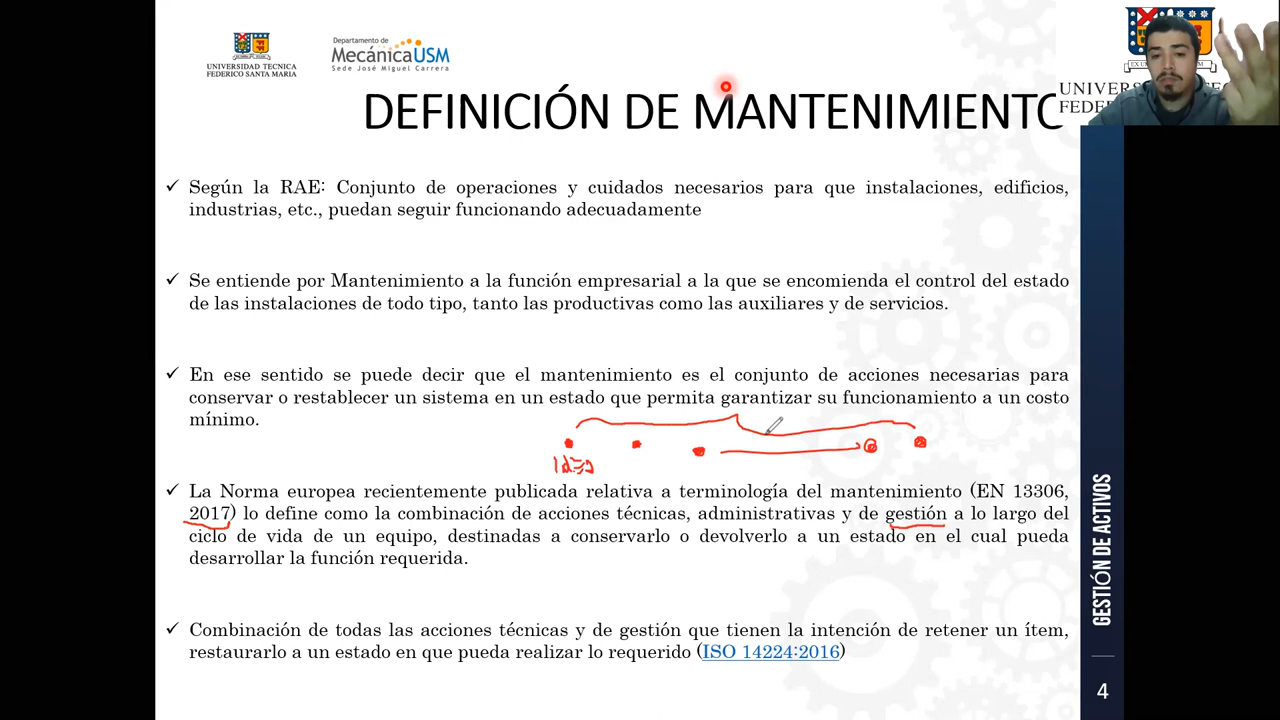 UNIVERSIDAD TECNICA
FEDERICO SANTA MARIA
Departamento de
MecánicaUSM
Sede José Miguel Carrera
UNIVERS
FEDE
DEFINICIÓN DE MANTENIMIENTO
✓ Según la RAE: Conjunto de operaciones y cuidados necesarios para que instalaciones, edificios,
industrias, etc., puedan seguir funcionando adecuadamente
✓ Se entiende por Mantenimiento a la función empresarial a la que se encomienda el control del estado
de las instalaciones de todo tipo, tanto las productivas como las auxiliares y de servicios.
✓ En ese sentido se puede decir que el mantenimiento es el conjunto de acciones necesarias para
conservar o restablecer un sistema en un estado que permita garantizar su funcionamiento a un costo
mínimo.
Idea
✓ La Norma europea recientemente publicada relativa a terminología del mantenimiento (EN 13306,
2017) lo define como la combinación de acciones técnicas, administrativas y de gestión a lo largo del
ciclo de vida de un equipo, destinadas a conservarlo o devolverlo a un estado en el cual pueda
desarrollar la función requerida.
✓ Combinación de todas las acciones técnicas y de gestión que tienen la intención de retener un ítem,
restaurarlo a un estado en que pueda realizar lo requerido (ISO 14224:2016)
GESTIÓN DE ACTIVOS
4